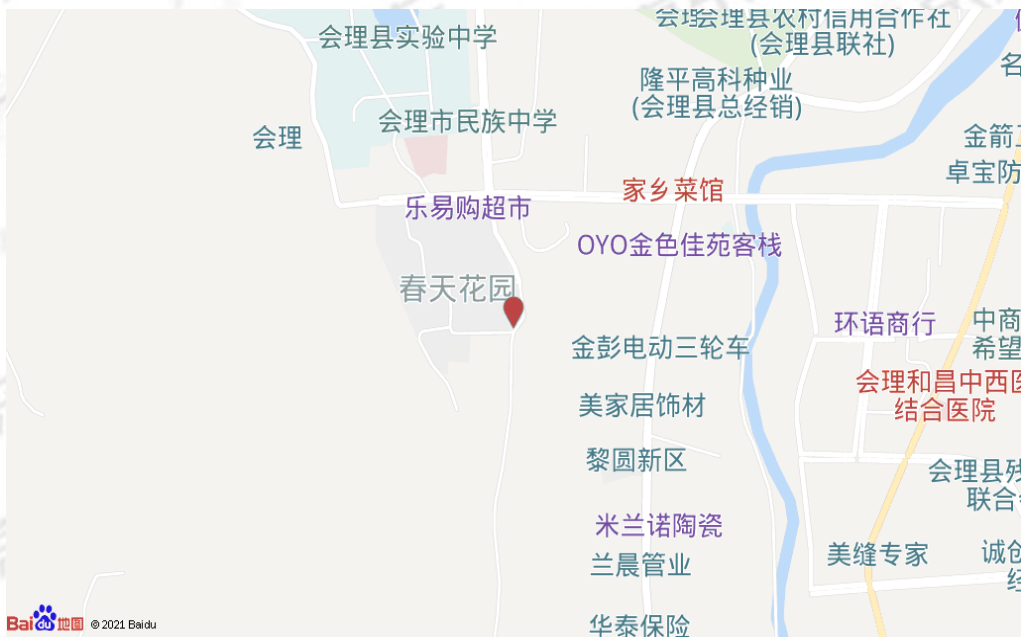 会理县农村信用合作社
(会理县联社)
会理县实验中学
隆平高科种业
(会理县总经销)
会理市民族中学
会理
金箭
卓宝防
家乡菜馆
乐易购超市
OYO金色佳苑客栈
春天花园
环语商行
中商
希望
金彭电动三轮车
会理和昌中西医
结合医院
美家居饰材
黎圆新区
会理县残
联合
米兰诺陶瓷
美缝专家
诚创
兰晨管业
华泰保险
Bai du 地图 © 2021 Baidu